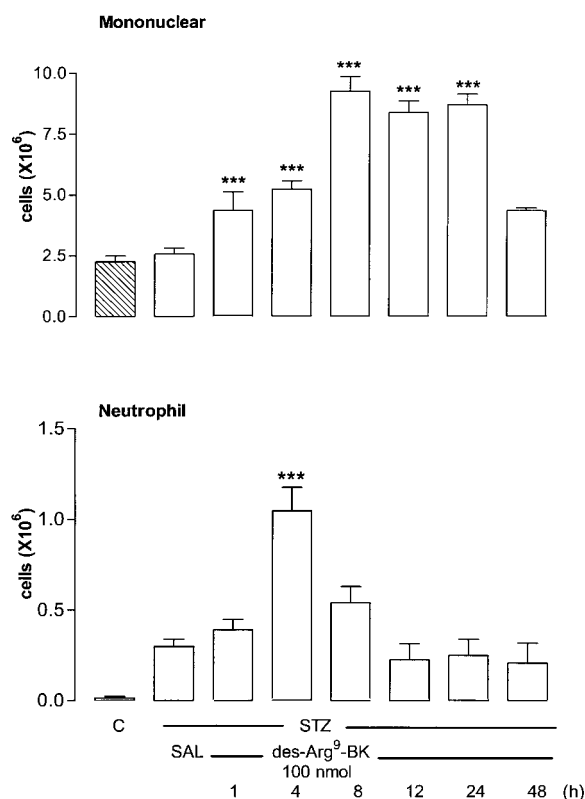 Mononuclear
10.0
7.5
5.0
2.5
0.0
cells (X10⁶)
*** *** *** *** ***
Neutrophil
1.5
1.0
0.5
0.0
cells (X10⁶)
***
C STZ
SAL des-Arg⁹-BK
100 nmol
1 4 8 12 24 48 (h)